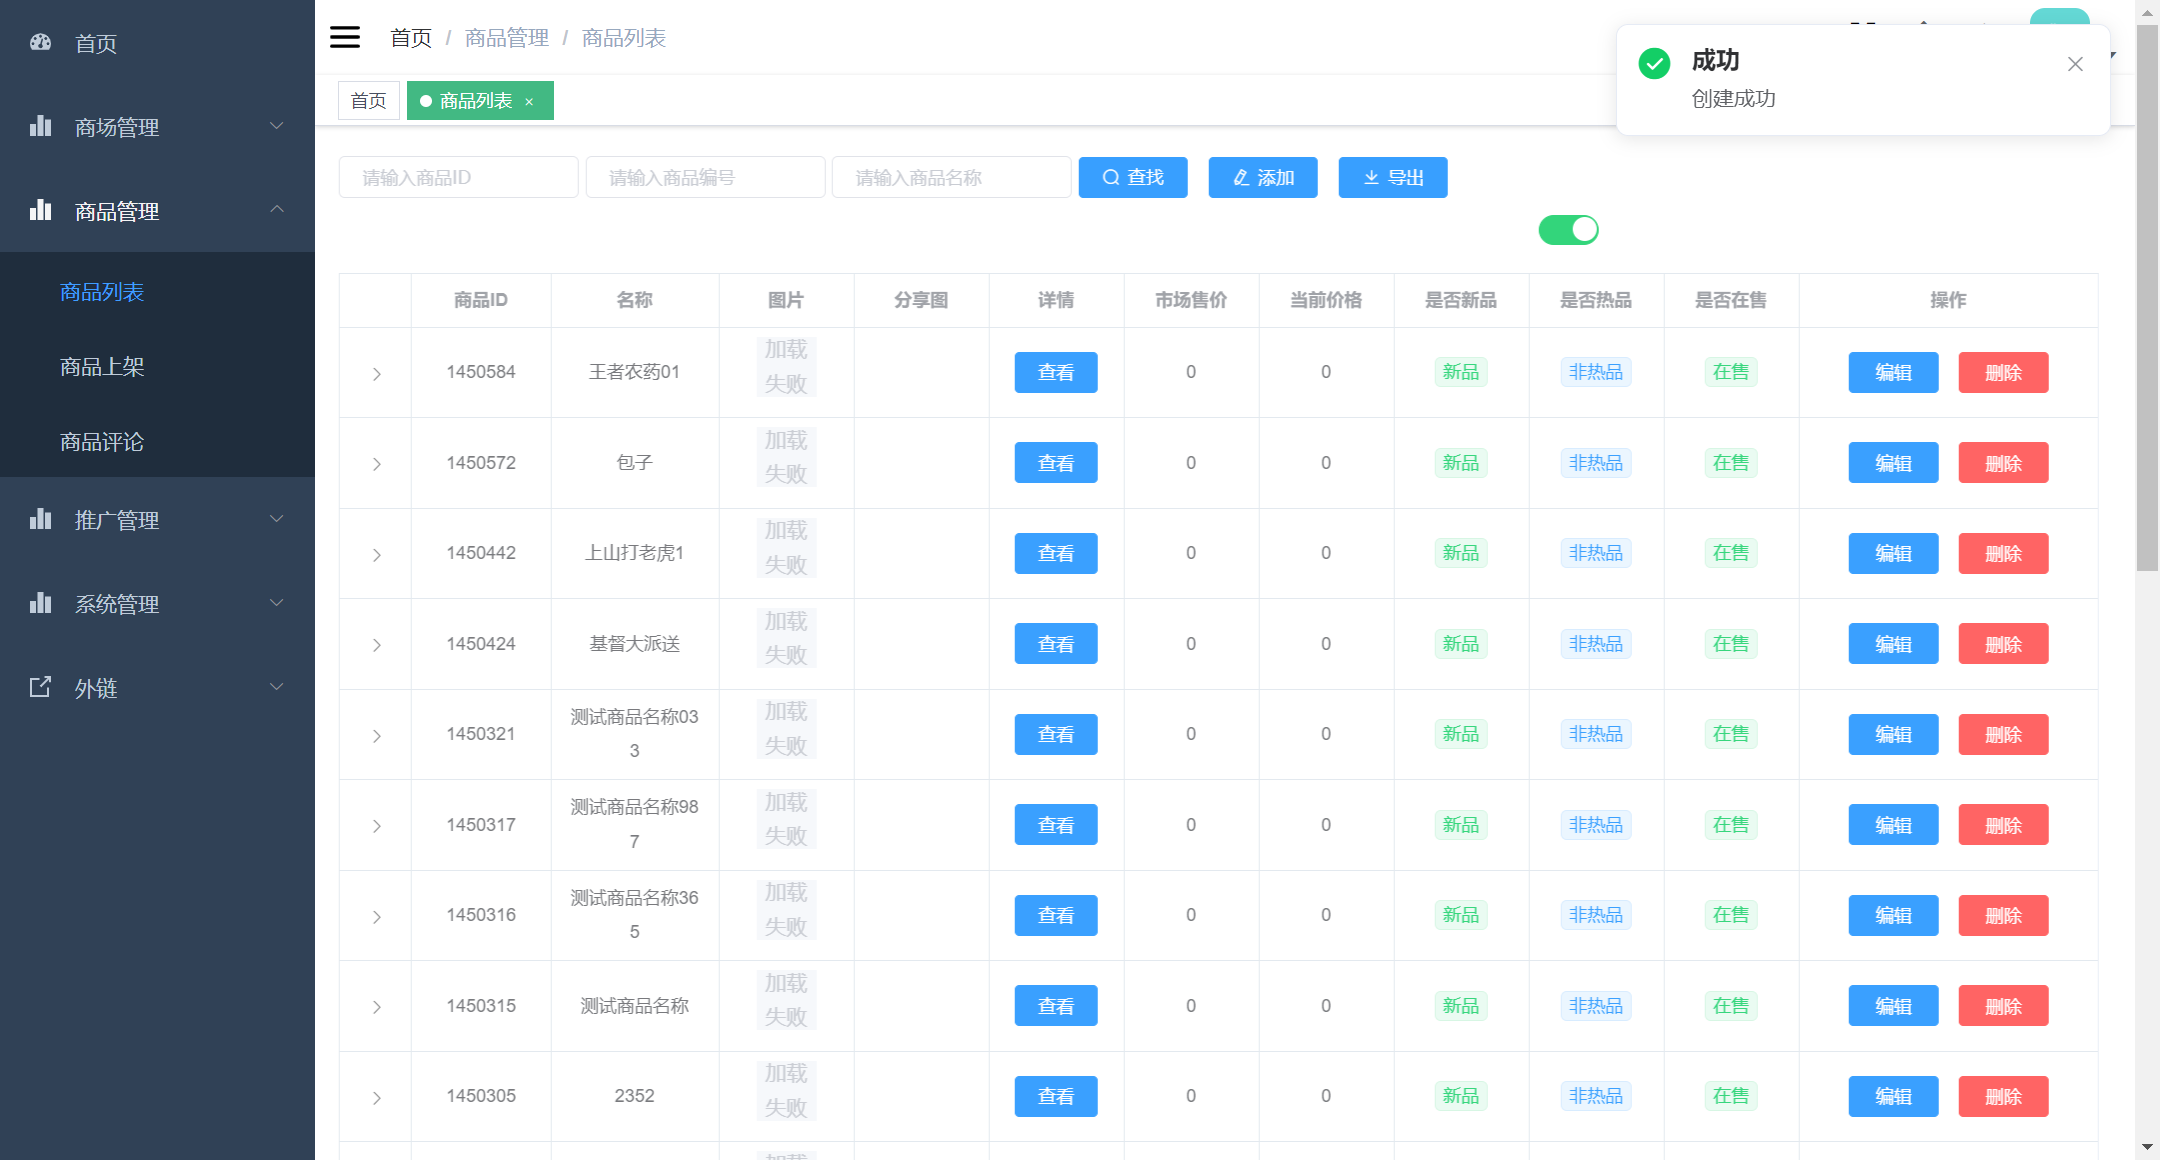 首页
商场管理
商品管理
商品列表
商品上架
商品评论
推广管理
系统管理
外链
首页 / 商品管理 / 商品列表
首页
商品列表 ×
成功
创建成功
请输入商品ID 请输入商品编号 请输入商品名称 查找 添加 导出
商品ID 名称 图片 分享图 详情 市场售价 当前价格 是否新品 是否热品 是否在售 操作
1450584 王者农药01 加载失败 查看 0 0 新品 非热品 在售 编辑 删除
1450572 包子 加载失败 查看 0 0 新品 非热品 在售 编辑 删除
1450442 上山打老虎1 加载失败 查看 0 0 新品 非热品 在售 编辑 删除
1450424 基督大派送 加载失败 查看 0 0 新品 非热品 在售 编辑 删除
1450321 测试商品名称033 加载失败 查看 0 0 新品 非热品 在售 编辑 删除
1450317 测试商品名称987 加载失败 查看 0 0 新品 非热品 在售 编辑 删除
1450316 测试商品名称365 加载失败 查看 0 0 新品 非热品 在售 编辑 删除
1450315 测试商品名称 加载失败 查看 0 0 新品 非热品 在售 编辑 删除
1450305 2352 加载失败 查看 0 0 新品 非热品 在售 编辑 删除